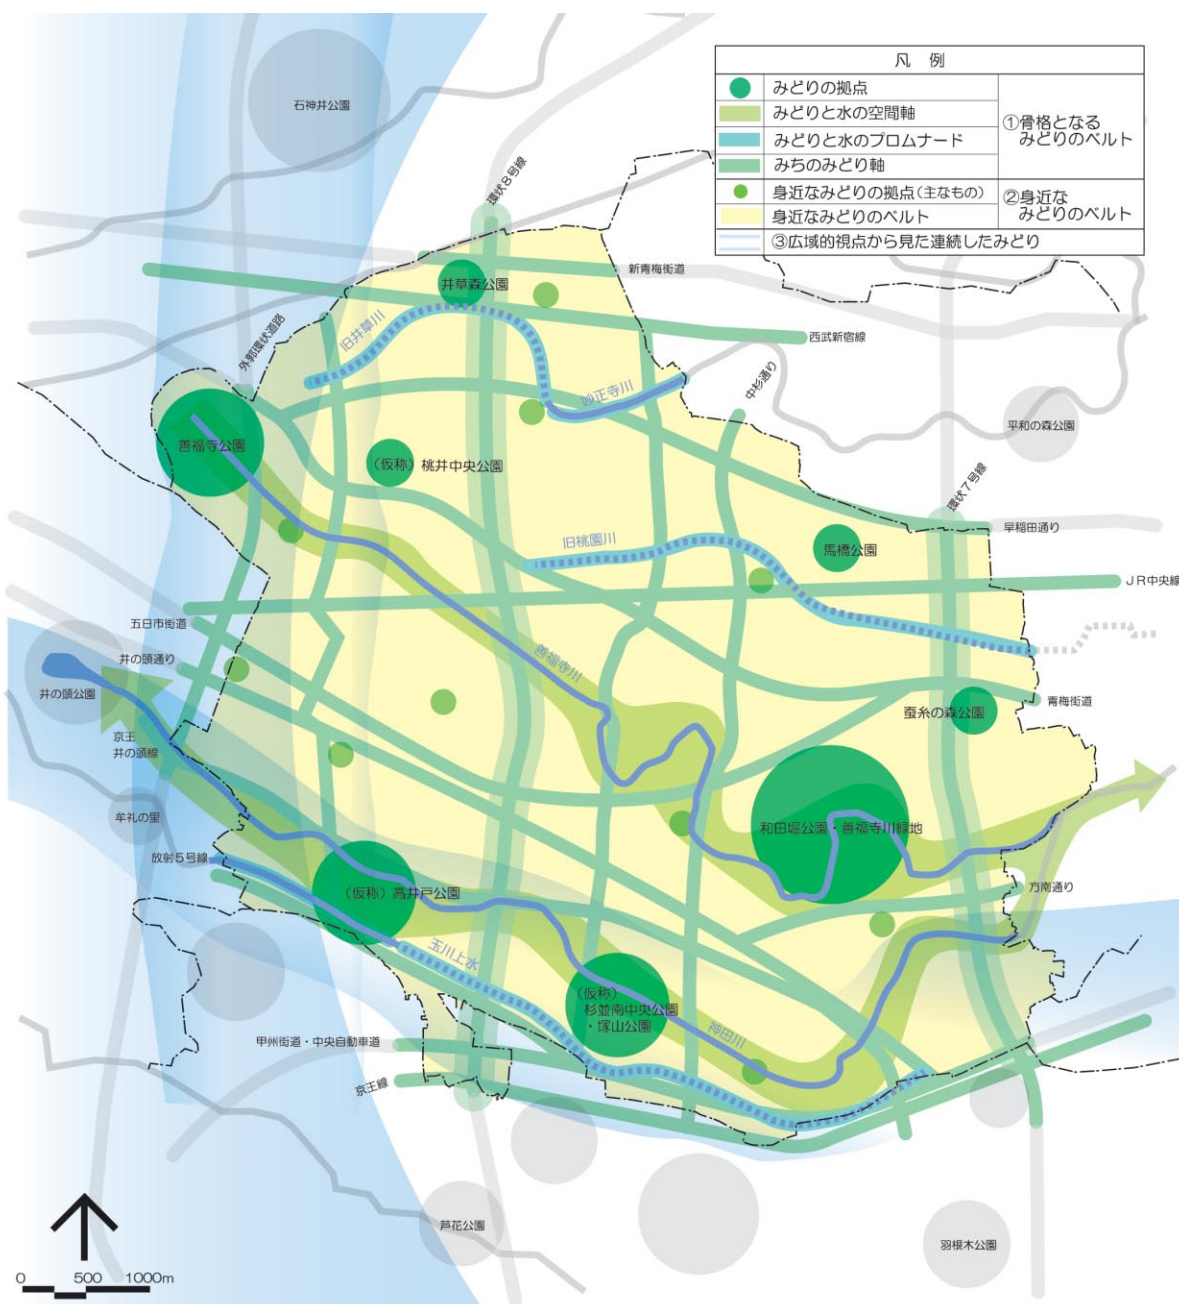 凡 例
みどりの拠点
みどりと水の空間軸
みどりと水のプロムナード
みちのみどり軸
①骨格となる
みどりのベルト
身近なみどりの拠点(主なもの)
身近なみどりのベルト
②身近な
みどりのベルト
③広域的視点から見た連続したみどり
石神井公園
環状8号線
新青梅街道
井草森公園
旧井草川
西武新宿線
外郭環状道路
妙正寺川
中杉通り
平和の森公園
善福寺公園
(仮称)桃井中央公園
環状7号線
早稲田通り
旧桃園川
馬橋公園
JR中央線
五日市街道
井の頭通り
善福寺川
井の頭公園
青梅街道
蚕糸の森公園
京王
井の頭線
牟礼の里
和田堀公園・善福寺川緑地
放射5号線
(仮称)高井戸公園
方南通り
玉川上水
(仮称)
杉並南中央公園
・塚山公園
神田川
甲州街道・中央自動車道
京王線
芦花公園
羽根木公園
0 500 1000m